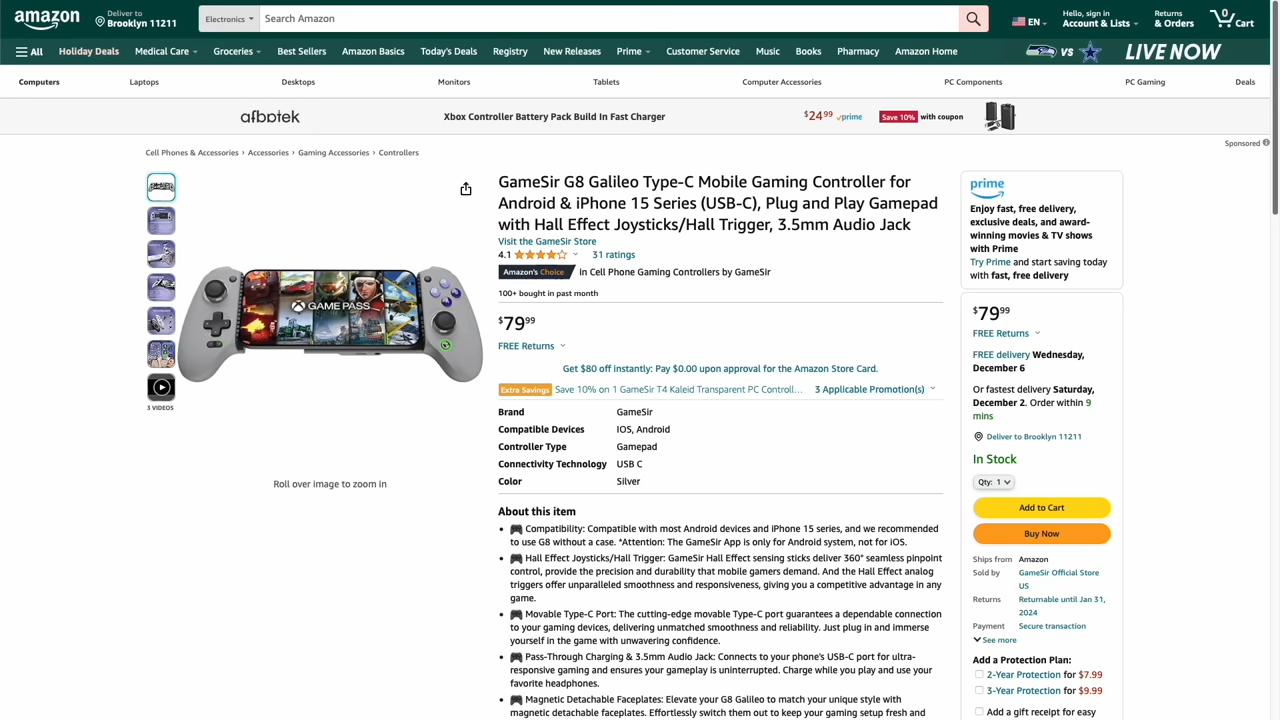 amazon
Deliver to
Brooklyn 11211
Electronics
Search Amazon
EN
Hello, sign in
Account & Lists
Returns
& Orders
0
Cart
All
Holiday Deals
Medical Care
Groceries
Best Sellers
Amazon Basics
Today's Deals
Registry
New Releases
Prime
Customer Service
Music
Books
Pharmacy
Amazon Home
VS
LIVE NOW
Computers
Laptops
Desktops
Monitors
Tablets
Computer Accessories
PC Components
PC Gaming
Deals
Xbox Controller Battery Pack Build In Fast Charger
$24.99 prime
Save 10% with coupon
Sponsored
Cell Phones & Accessories › Accessories › Gaming Accessories › Controllers
GAME PASS
3 VIDEOS
Roll over image to zoom in
GameSir G8 Galileo Type-C Mobile Gaming Controller for
Android & iPhone 15 Series (USB-C), Plug and Play Gamepad
with Hall Effect Joysticks/Hall Trigger, 3.5mm Audio Jack
Visit the GameSir Store
4.1 31 ratings
Amazon's Choice in Cell Phone Gaming Controllers by GameSir
100+ bought in past month
$79 99
FREE Returns
Get $80 off instantly: Pay $0.00 upon approval for the Amazon Store Card.
Extra Savings Save 10% on 1 GameSir T4 Kaleid Transparent PC Controll... 3 Applicable Promotion(s)
Brand GameSir
Compatible Devices IOS, Android
Controller Type Gamepad
Connectivity Technology USB C
Color Silver
About this item
• 🎮 Compatibility: Compatible with most Android devices and iPhone 15 series, and we recommended
to use G8 without a case. *Attention: The GameSir App is only for Android system, not for iOS.
• 🎮 Hall Effect Joysticks/Hall Trigger: GameSir Hall Effect sensing sticks deliver 360° seamless pinpoint
control, provide the precision and durability that mobile gamers demand. And the Hall Effect analog
triggers offer unparalleled smoothness and responsiveness, giving you a competitive advantage in any
game.
• 🎮 Movable Type-C Port: The cutting-edge movable Type-C port guarantees a dependable connection
to your gaming devices, delivering unmatched smoothness and reliability. Just plug in and immerse
yourself in the game with unwavering confidence.
• 🎮 Pass-Through Charging & 3.5mm Audio Jack: Connects to your phone's USB-C port for ultra-
responsive gaming and ensures your gameplay is uninterrupted. Charge while you play and use your
favorite headphones.
• 🎮 Magnetic Detachable Faceplates: Elevate your G8 Galileo to match your unique style with
magnetic detachable faceplates. Effortlessly switch them out to keep your gaming setup fresh and
prime
Enjoy fast, free delivery,
exclusive deals, and award-
winning movies & TV shows
with Prime
Try Prime and start saving today
with fast, free delivery
$79 99
FREE Returns
FREE delivery Wednesday,
December 6
Or fastest delivery Saturday,
December 2. Order within 9
mins
Deliver to Brooklyn 11211
In Stock
Qty: 1
Add to Cart
Buy Now
Ships from Amazon
Sold by GameSir Official Store
US
Returns Returnable until Jan 31,
2024
Payment Secure transaction
See more
Add a Protection Plan:
2-Year Protection for $7.99
3-Year Protection for $9.99
Add a gift receipt for easy